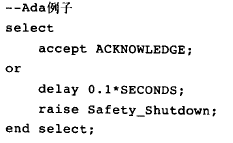 --Ada例子
select
    accept ACKNOWLEDGE;
or
    delay 0.1*SECONDS;
    raise Safety_Shutdown;
end select;